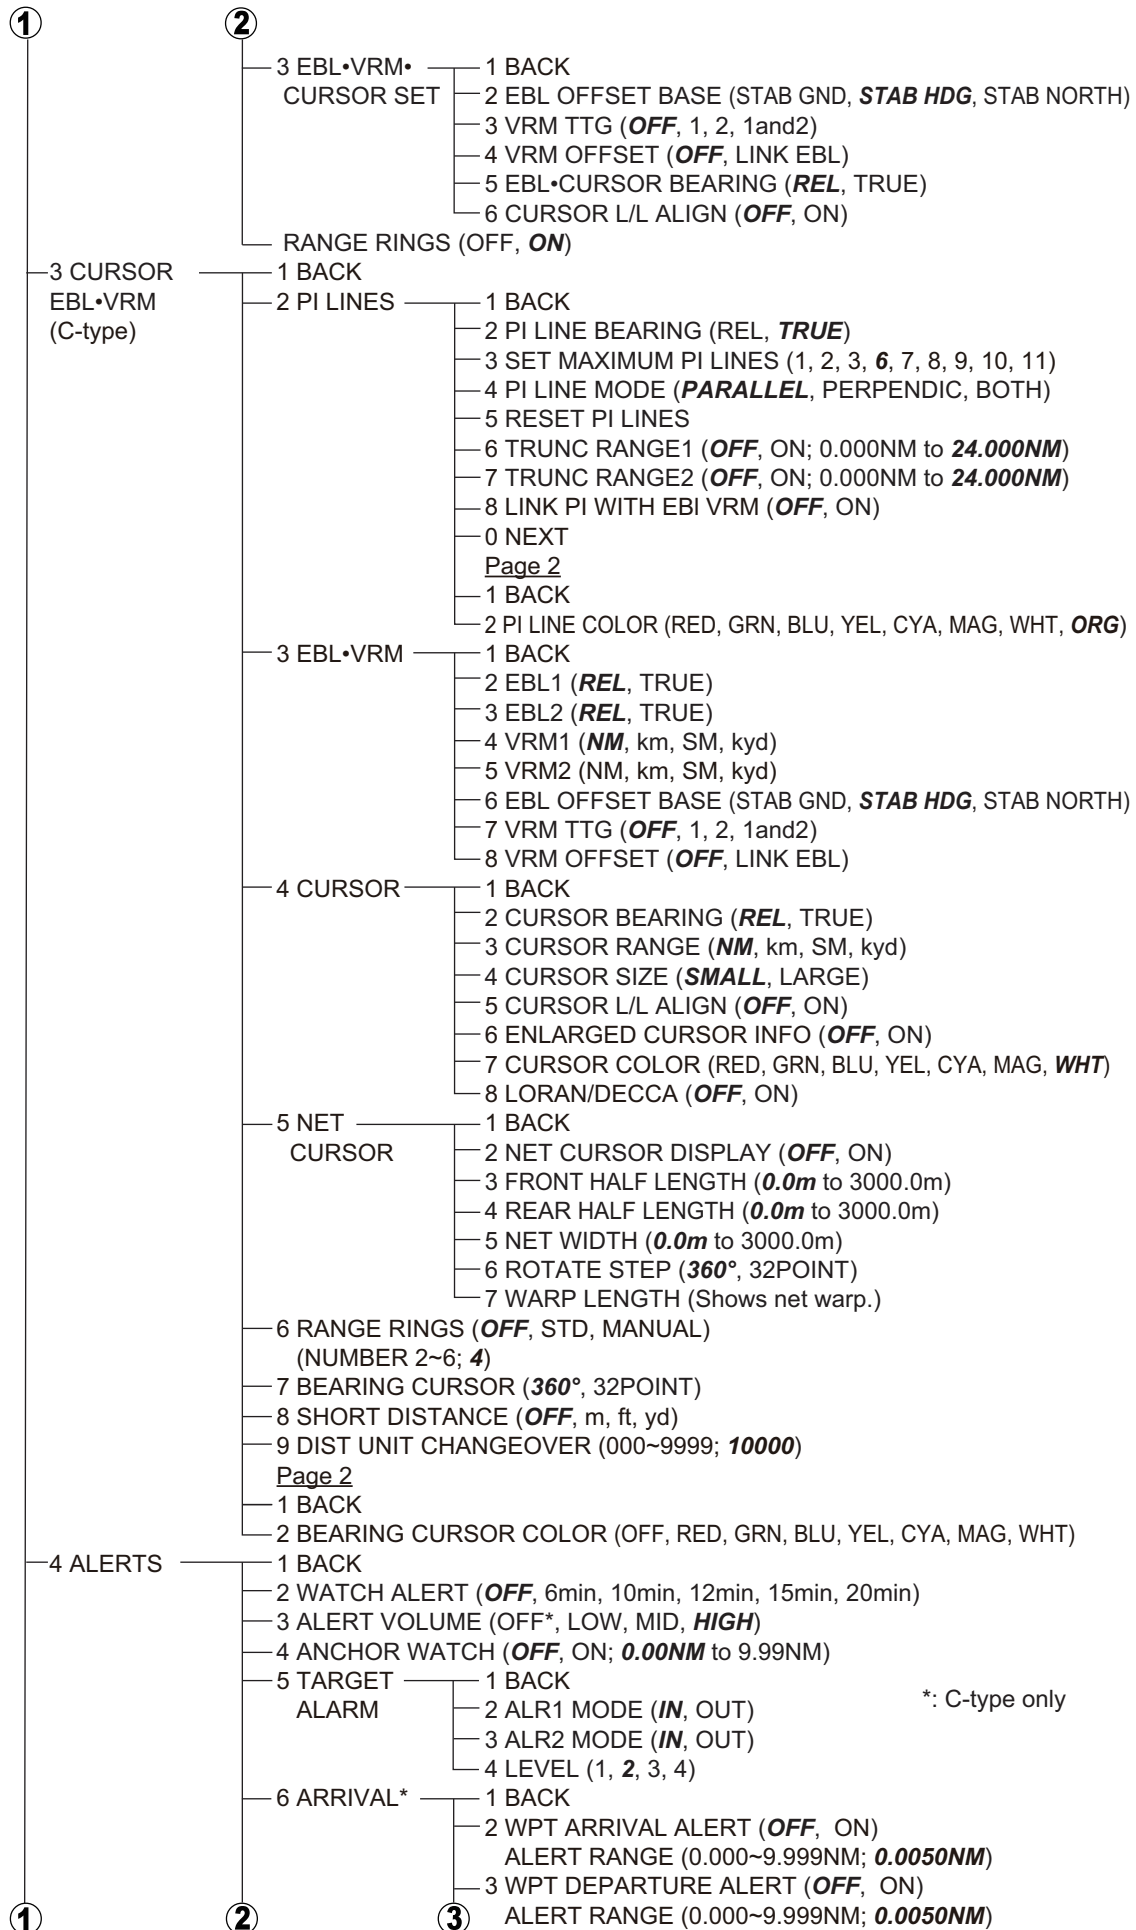 1 2
3 EBL•VRM• 1 BACK
CURSOR SET 2 EBL OFFSET BASE (STAB GND, STAB HDG, STAB NORTH)
3 VRM TTG (OFF, 1, 2, 1and2)
4 VRM OFFSET (OFF, LINK EBL)
5 EBL•CURSOR BEARING (REL, TRUE)
6 CURSOR L/L ALIGN (OFF, ON)
RANGE RINGS (OFF, ON)
3 CURSOR 1 BACK
EBL•VRM 2 PI LINES 1 BACK
(C-type) 2 PI LINE BEARING (REL, TRUE)
3 SET MAXIMUM PI LINES (1, 2, 3, 6, 7, 8, 9, 10, 11)
4 PI LINE MODE (PARALLEL, PERPENDIC, BOTH)
5 RESET PI LINES
6 TRUNC RANGE1 (OFF, ON; 0.000NM to 24.000NM)
7 TRUNC RANGE2 (OFF, ON; 0.000NM to 24.000NM)
8 LINK PI WITH EBI VRM (OFF, ON)
0 NEXT
Page 2
1 BACK
2 PI LINE COLOR (RED, GRN, BLU, YEL, CYA, MAG, WHT, ORG)
3 EBL•VRM 1 BACK
2 EBL1 (REL, TRUE)
3 EBL2 (REL, TRUE)
4 VRM1 (NM, km, SM, kyd)
5 VRM2 (NM, km, SM, kyd)
6 EBL OFFSET BASE (STAB GND, STAB HDG, STAB NORTH)
7 VRM TTG (OFF, 1, 2, 1and2)
8 VRM OFFSET (OFF, LINK EBL)
4 CURSOR 1 BACK
2 CURSOR BEARING (REL, TRUE)
3 CURSOR RANGE (NM, km, SM, kyd)
4 CURSOR SIZE (SMALL, LARGE)
5 CURSOR L/L ALIGN (OFF, ON)
6 ENLARGED CURSOR INFO (OFF, ON)
7 CURSOR COLOR (RED, GRN, BLU, YEL, CYA, MAG, WHT)
8 LORAN/DECCA (OFF, ON)
5 NET 1 BACK
CURSOR 2 NET CURSOR DISPLAY (OFF, ON)
3 FRONT HALF LENGTH (0.0m to 3000.0m)
4 REAR HALF LENGTH (0.0m to 3000.0m)
5 NET WIDTH (0.0m to 3000.0m)
6 ROTATE STEP (360°, 32POINT)
7 WARP LENGTH (Shows net warp.)
6 RANGE RINGS (OFF, STD, MANUAL)
(NUMBER 2~6; 4)
7 BEARING CURSOR (360°, 32POINT)
8 SHORT DISTANCE (OFF, m, ft, yd)
9 DIST UNIT CHANGEOVER (000~9999; 10000)
Page 2
1 BACK
2 BEARING CURSOR COLOR (OFF, RED, GRN, BLU, YEL, CYA, MAG, WHT)
4 ALERTS 1 BACK
2 WATCH ALERT (OFF, 6min, 10min, 12min, 15min, 20min)
3 ALERT VOLUME (OFF*, LOW, MID, HIGH)
4 ANCHOR WATCH (OFF, ON; 0.00NM to 9.99NM)
5 TARGET 1 BACK
ALARM 2 ALR1 MODE (IN, OUT) *: C-type only
3 ALR2 MODE (IN, OUT)
4 LEVEL (1, 2, 3, 4)
6 ARRIVAL* 1 BACK
2 WPT ARRIVAL ALERT (OFF, ON)
ALERT RANGE (0.000~9.999NM; 0.0050NM)
3 WPT DEPARTURE ALERT (OFF, ON)
1 2 3 ALERT RANGE (0.000~9.999NM; 0.0050NM)